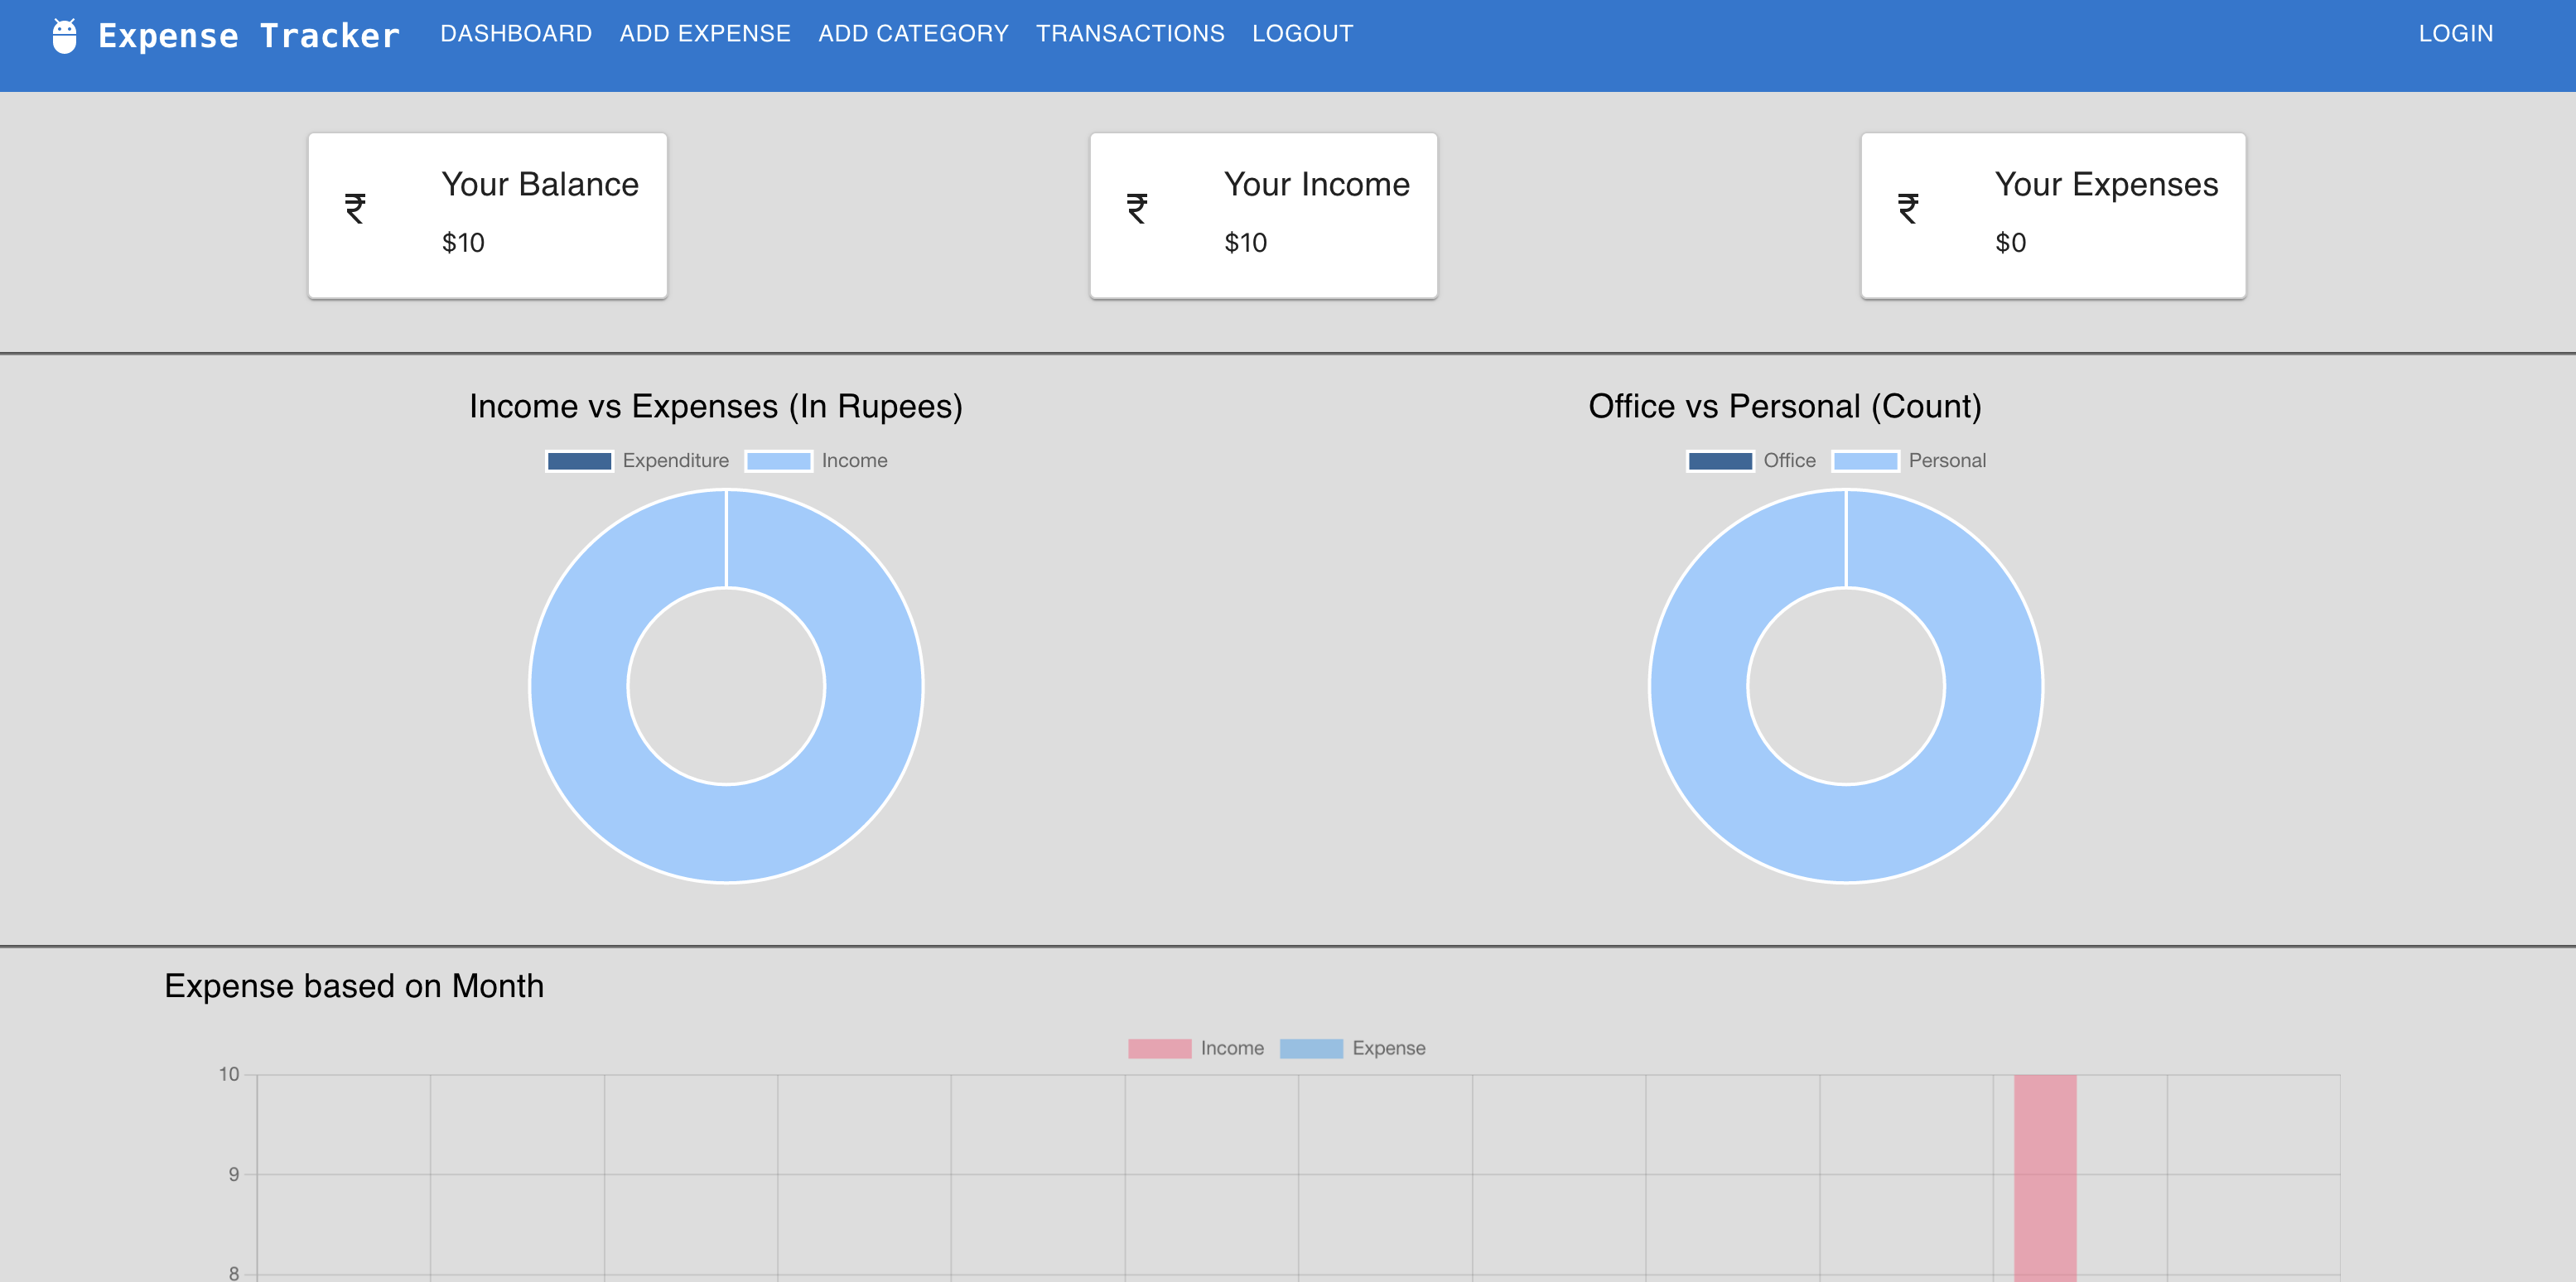 Expense Tracker DASHBOARD ADD EXPENSE ADD CATEGORY TRANSACTIONS LOGOUT LOGIN
₹ Your Balance
$10
₹ Your Income
$10
₹ Your Expenses
$0
Income vs Expenses (In Rupees)
Expenditure Income
Office vs Personal (Count)
Office Personal
Expense based on Month
Income Expense
10
9
8